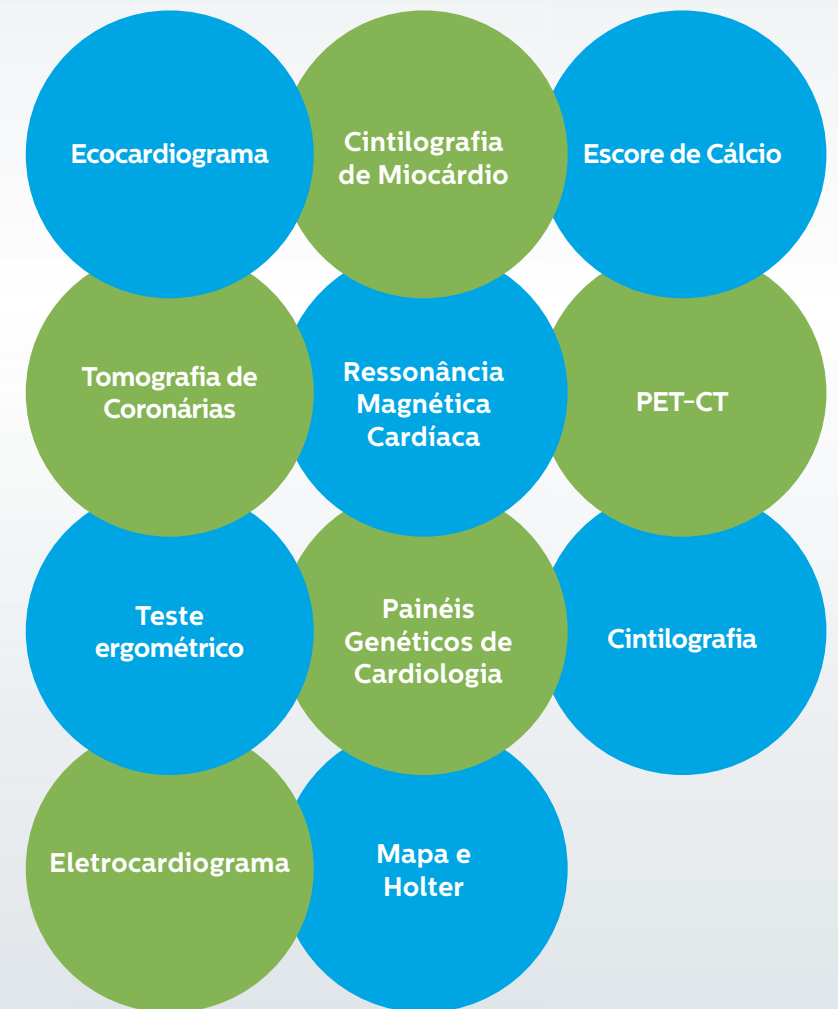 Ecocardiograma
Cintilografia
de Miocárdio
Escore de Cálcio
Tomografia de
Coronárias
Ressonância
Magnética
Cardíaca
PET-CT
Teste
ergométrico
Painéis
Genéticos de
Cardiologia
Cintilografia
Eletrocardiograma
Mapa e
Holter